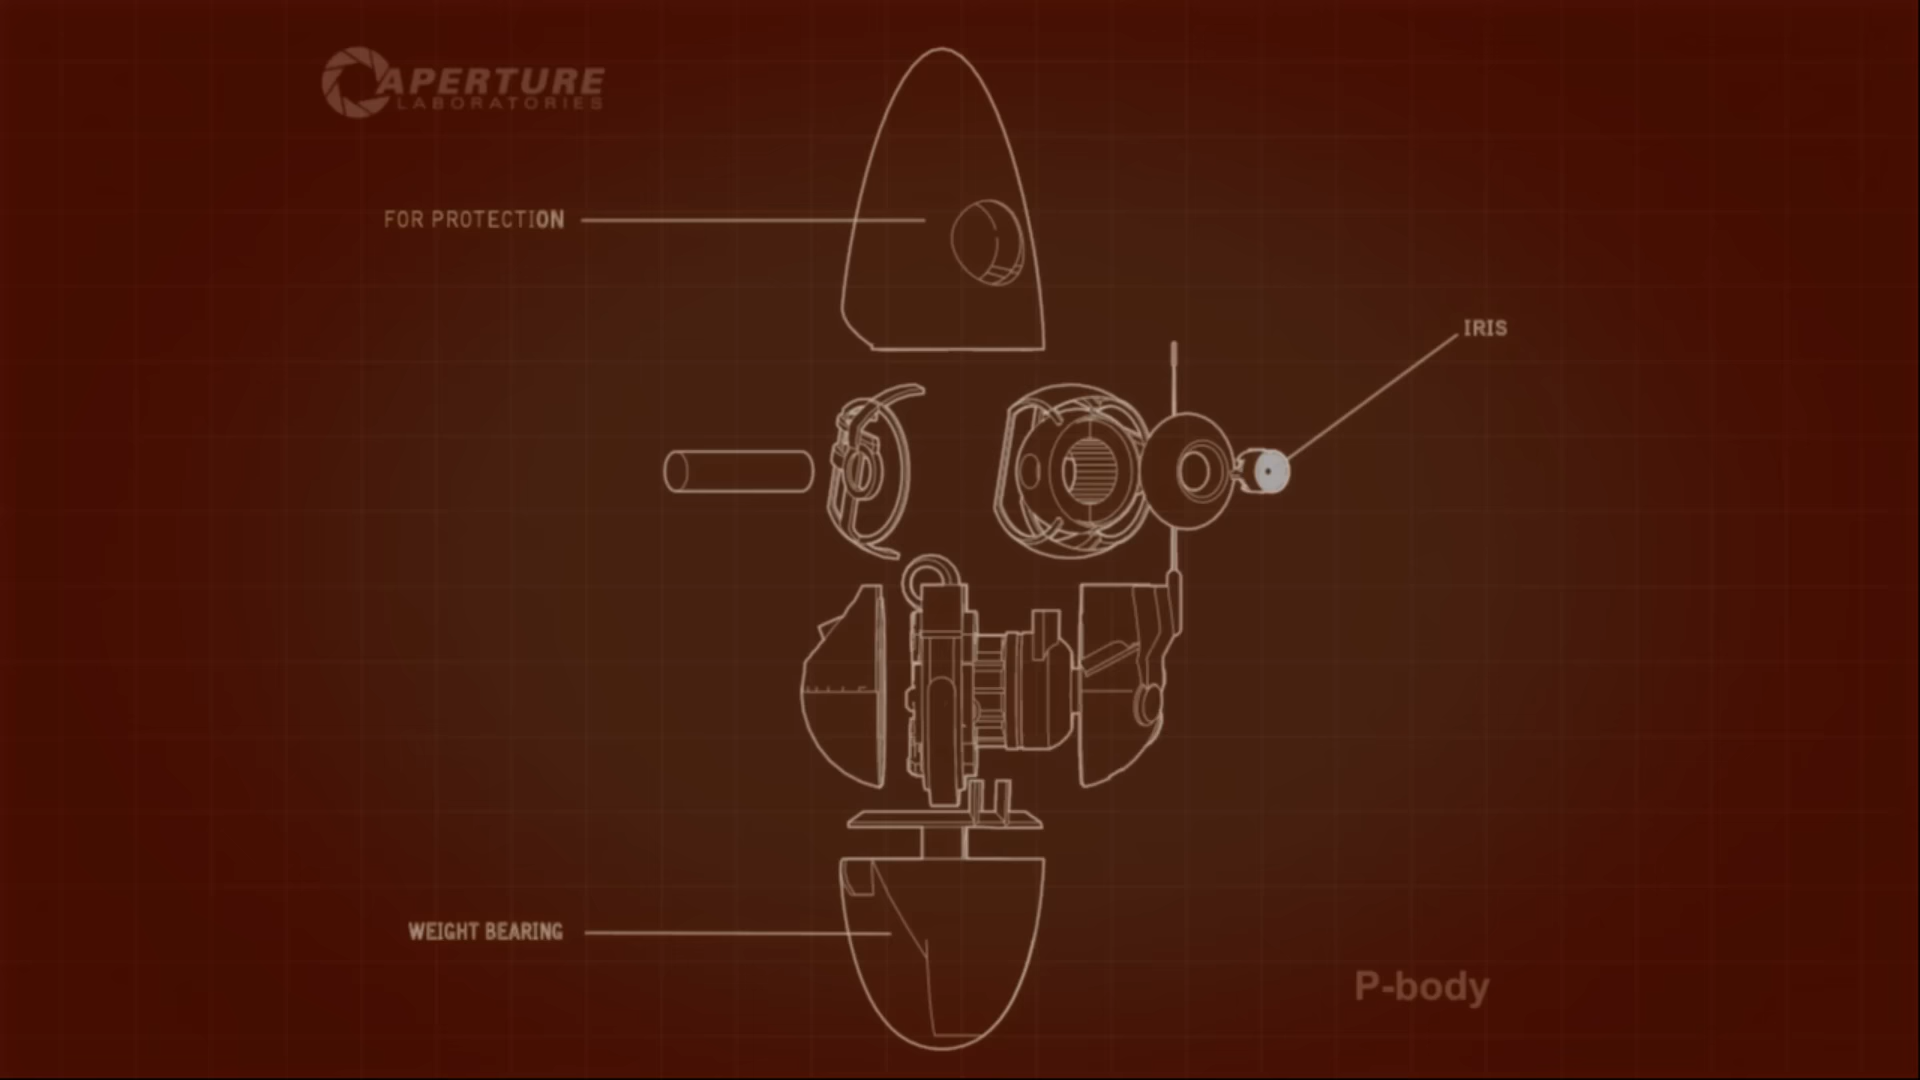 APERTURE
LABORATORIES
FOR PROTECTION
IRIS
WEIGHT BEARING
P-body